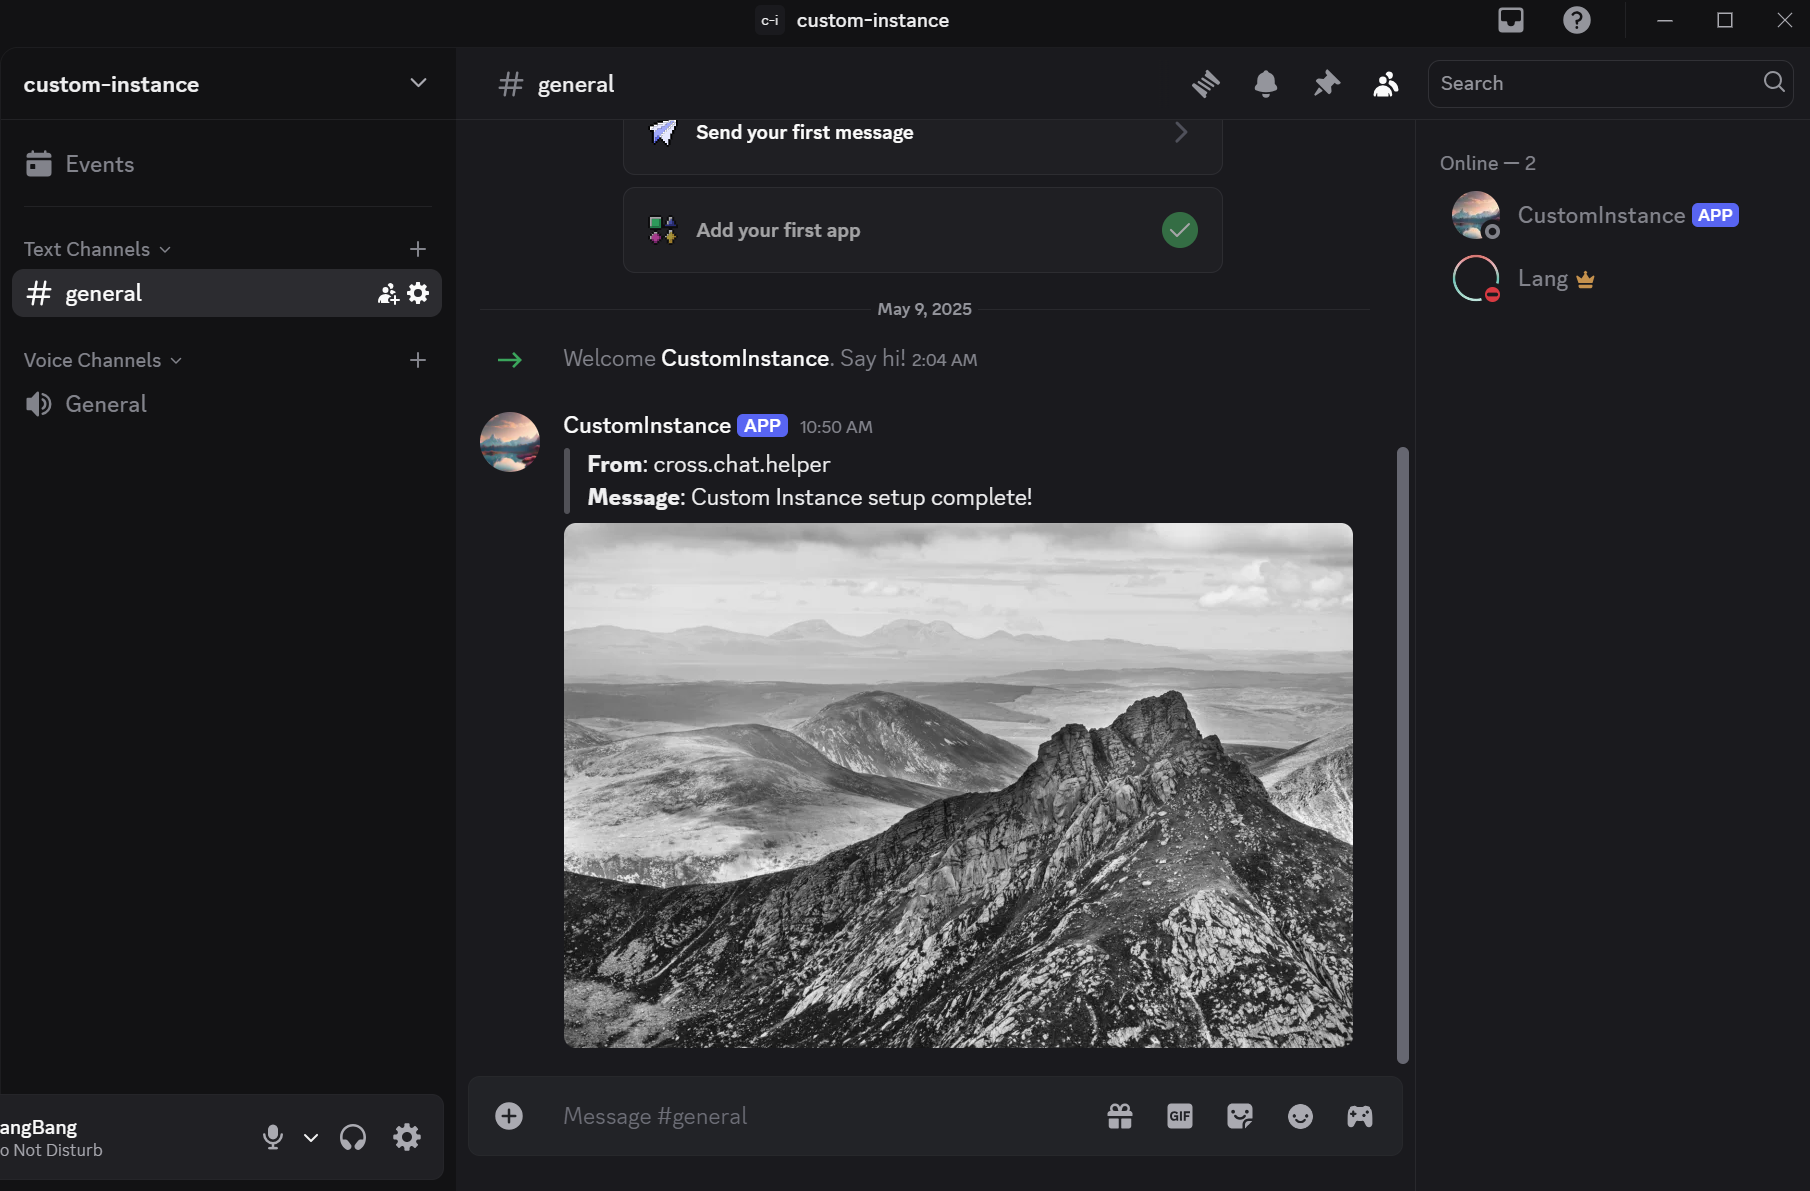 c-i custom-instance
custom-instance
Events
Text Channels
general
Voice Channels
General
angBang
o Not Disturb
general
Search
Send your first message
Add your first app
May 9, 2025
Welcome CustomInstance. Say hi! 2:04 AM
CustomInstance APP 10:50 AM
From: cross.chat.helper
Message: Custom Instance setup complete!
Message #general
GIF
Online — 2
CustomInstance APP
Lang